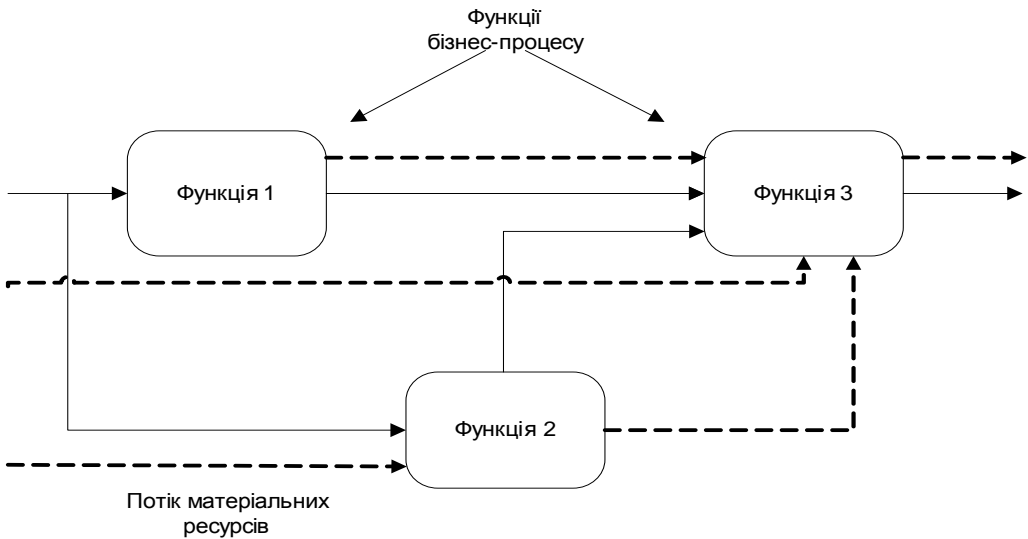 Функції
бізнес-процесу
Функція 1
Функція 3
Функція 2
Потік матеріальних
ресурсів